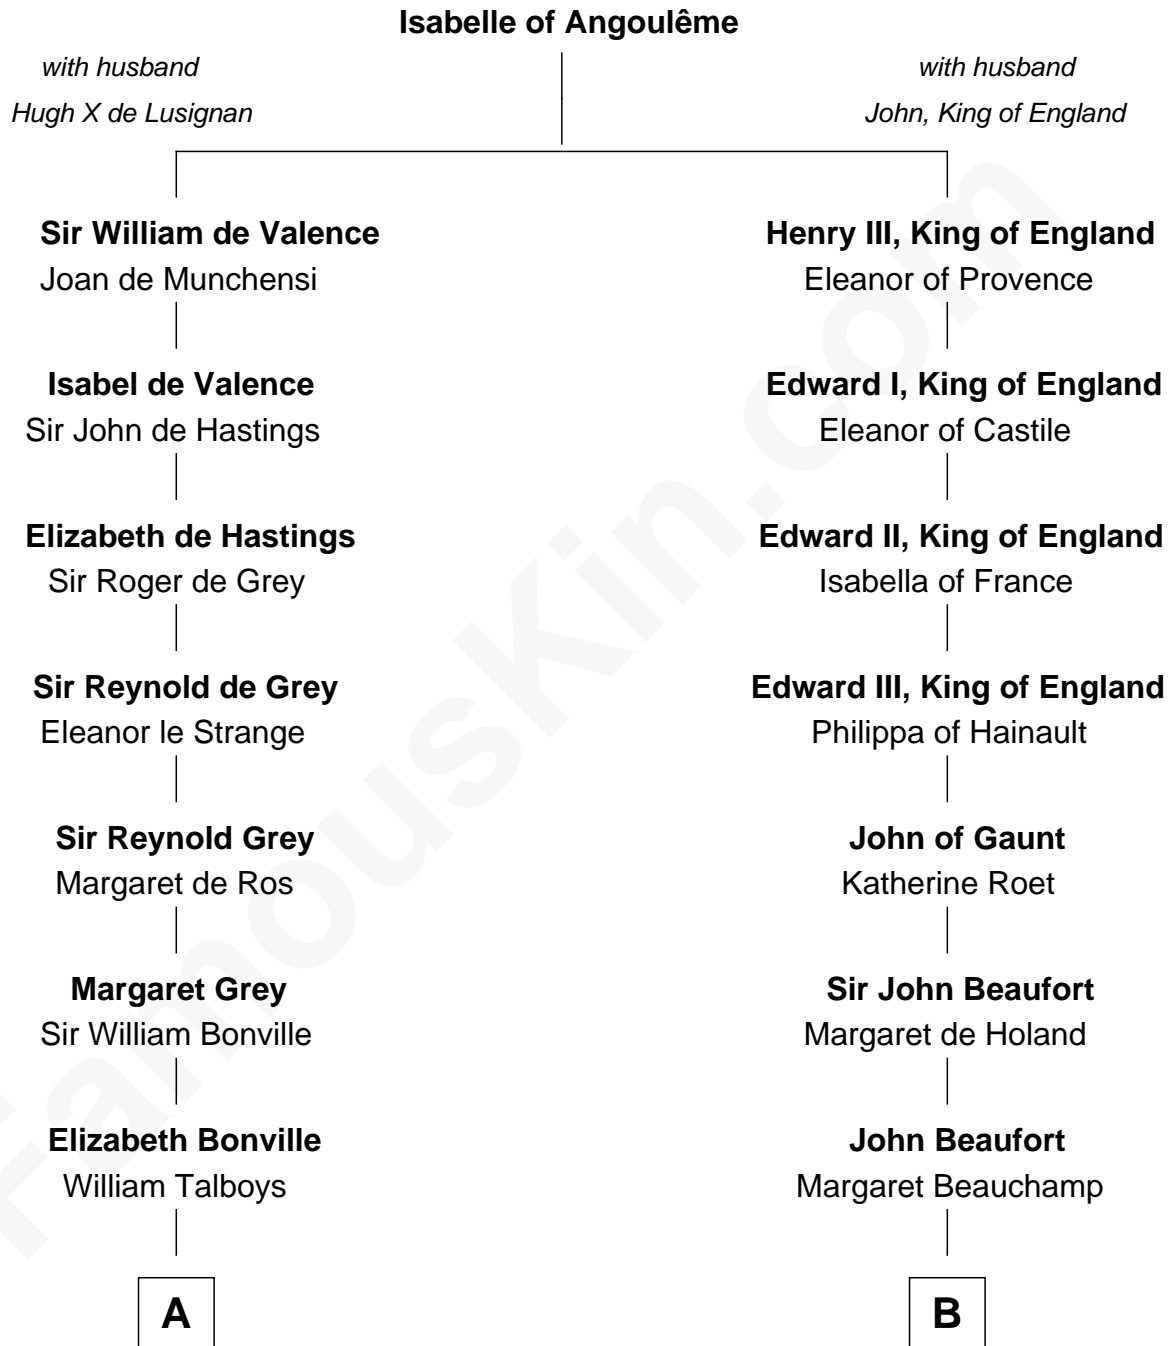 Isabelle of Angoulême
with husband
Hugh X de Lusignan
with husband
John, King of England
Sir William de Valence
Joan de Munchensi
Henry III, King of England
Eleanor of Provence
Isabel de Valence
Sir John de Hastings
Edward I, King of England
Eleanor of Castile
Elizabeth de Hastings
Sir Roger de Grey
Edward II, King of England
Isabella of France
Sir Reynold de Grey
Eleanor le Strange
Edward III, King of England
Philippa of Hainault
Sir Reynold Grey
Margaret de Ros
John of Gaunt
Katherine Roet
Margaret Grey
Sir William Bonville
Sir John Beaufort
Margaret de Holand
Elizabeth Bonville
William Talboys
John Beaufort
Margaret Beauchamp
A
B
FamousKin.com